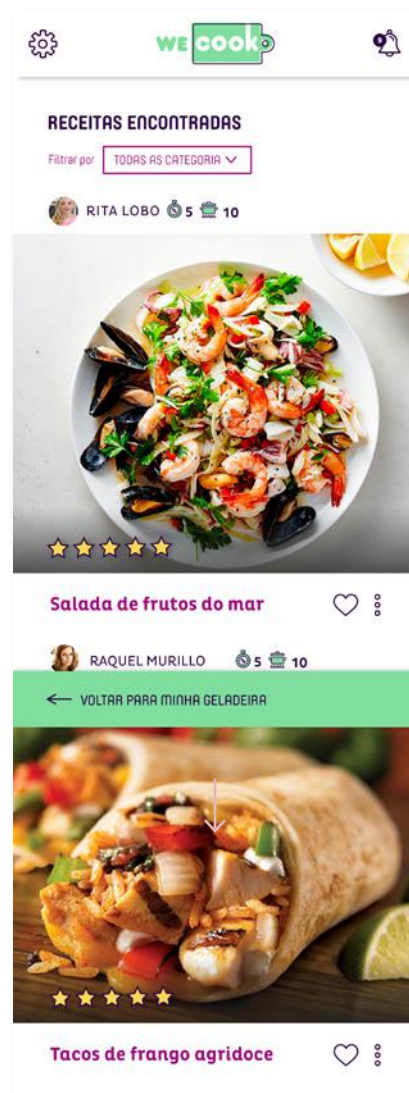 WE cook
9
RECEITAS ENCONTRADAS
Filtrar por TODAS AS CATEGORIA
RITA LOBO 5 10
Salada de frutos do mar
RAQUEL MURILLO 5 10
VOLTAR PARA MINHA GELADEIRA
Tacos de frango agridoce